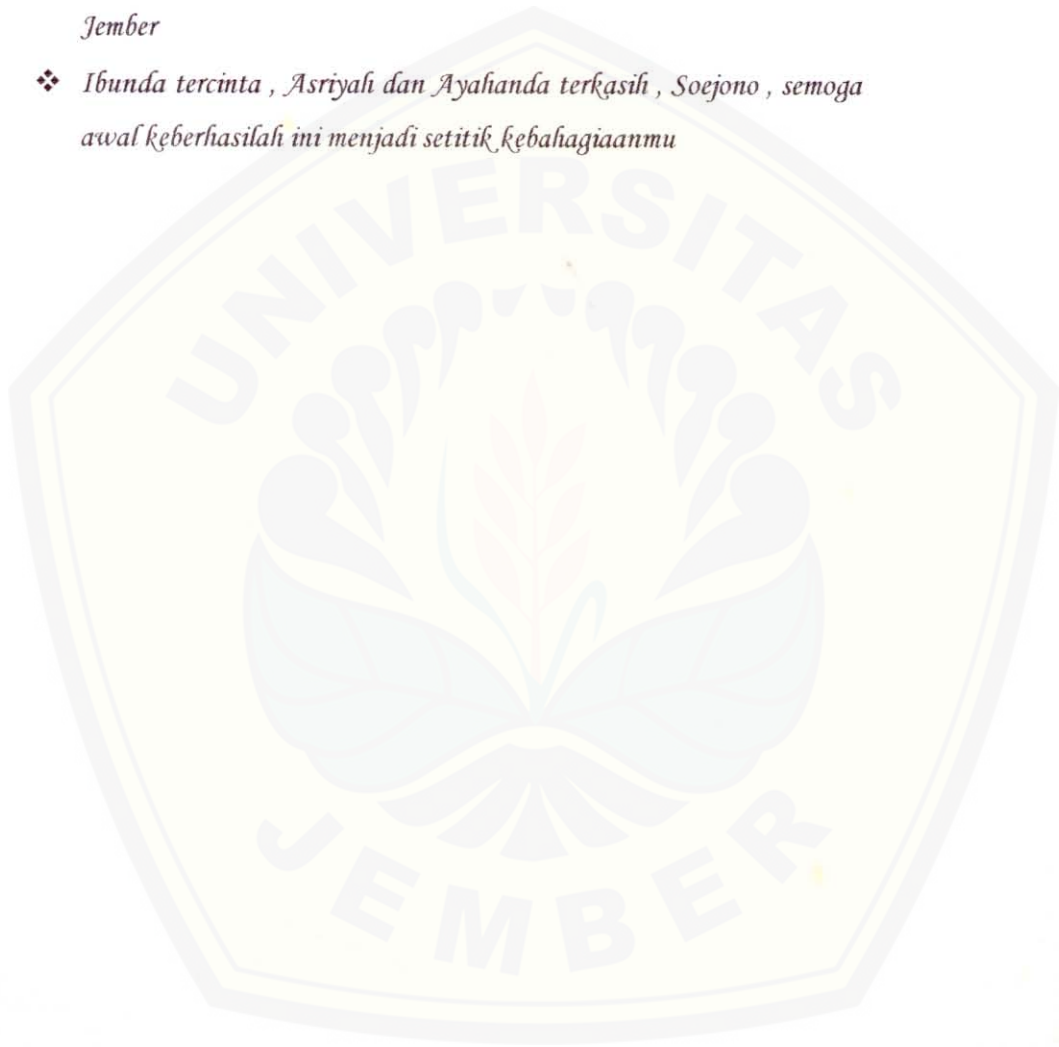 Jember
❖ Ibunda tercinta , Asriyah dan Ayahanda terkasih , Soejono , semoga
awal keberhasilah ini menjadi setitik kebahagiaanmu
UNIVERSITAS
JEMBER